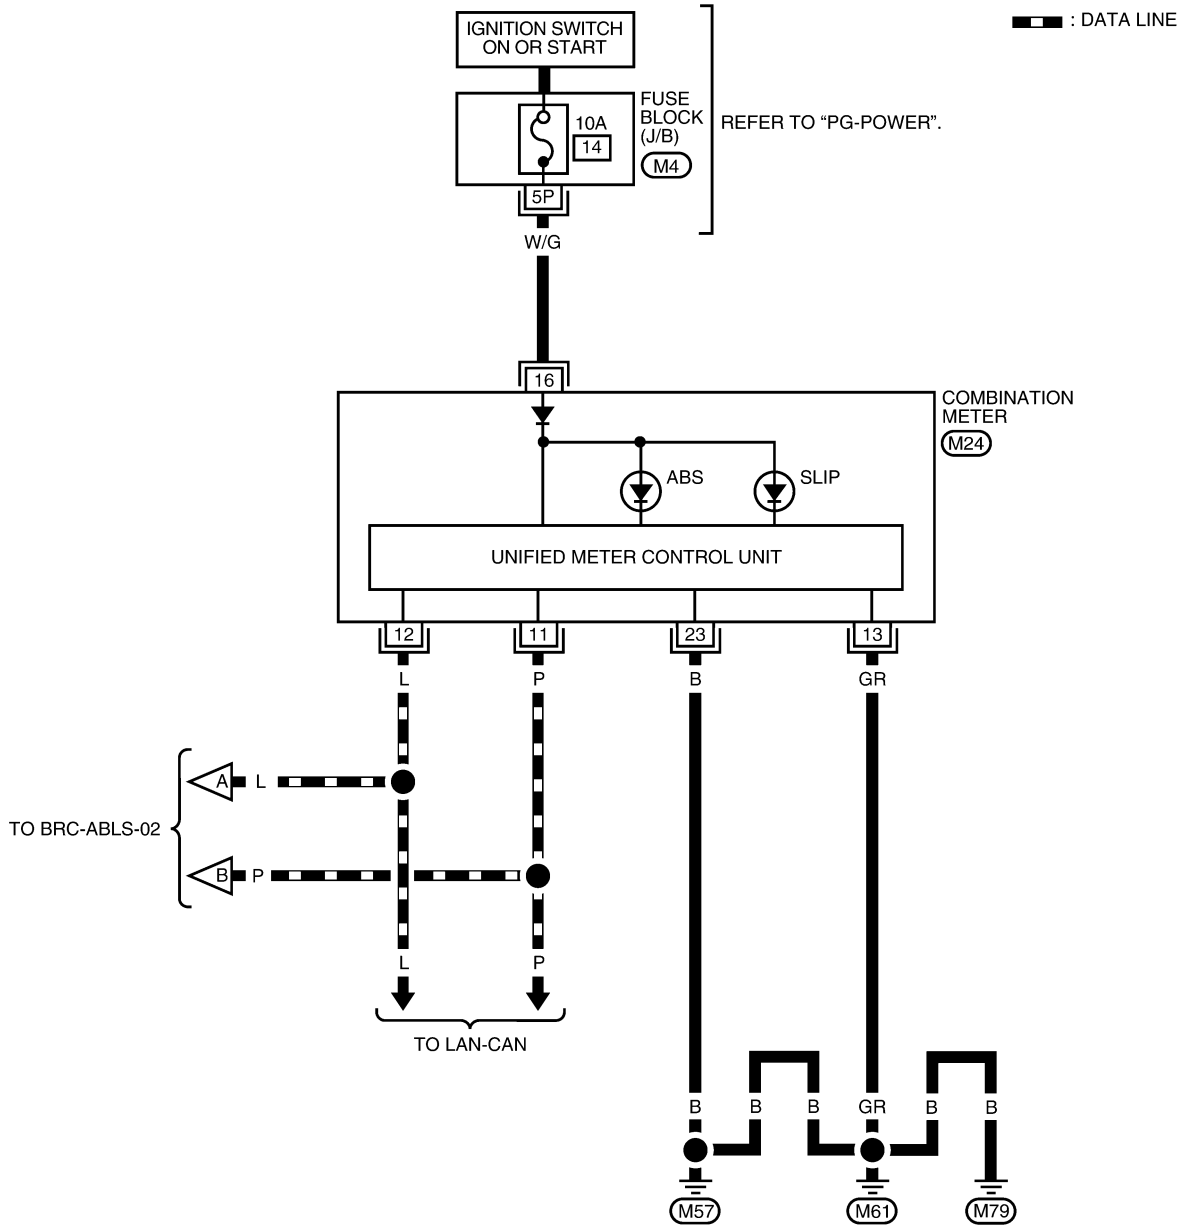 : DATA LINE
IGNITION SWITCH
ON OR START
FUSE
BLOCK
(J/B)
M4
10A
14
REFER TO “PG-POWER”.
5P
W/G
16
COMBINATION
METER
M24
ABS
SLIP
UNIFIED METER CONTROL UNIT
12
11
23
13
L
P
B
GR
A
L
TO BRC-ABLS-02
B
P
L
P
TO LAN-CAN
B
B
B
GR
B
B
M57
M61
M79